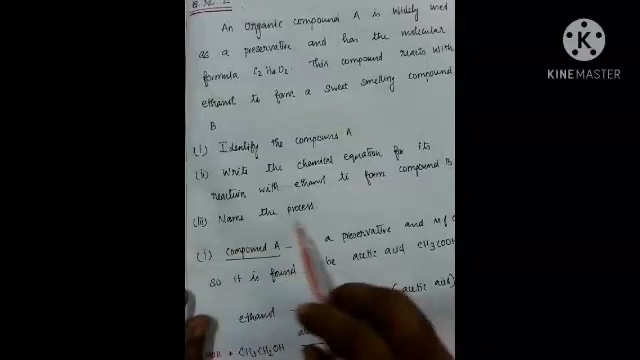 Q. No. 2
An organic compound A is widely used
as a preservative and has the molecular
formula C2H4O2. This compound reacts with
ethanol to form a sweet smelling compound
B
(i) Identify the compound A
(ii) Write the chemical equation for its
reaction with ethanol to form compound B
(iii) Name the process.
(i) compound A - a preservative and M f
so it is found be acetic acid CH3COOH
ethanol (acetic acid)
+ CH3CH2OH
K
KINEMASTER